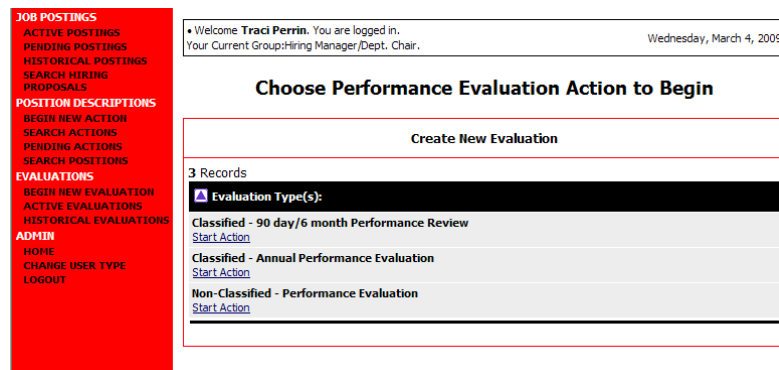 JOB POSTINGS
ACTIVE POSTINGS
PENDING POSTINGS
HISTORICAL POSTINGS
SEARCH HIRING
PROPOSALS
POSITION DESCRIPTIONS
BEGIN NEW ACTION
SEARCH ACTIONS
PENDING ACTIONS
SEARCH POSITIONS
EVALUATIONS
BEGIN NEW EVALUATION
ACTIVE EVALUATIONS
HISTORICAL EVALUATIONS
ADMIN
HOME
CHANGE USER TYPE
LOGOUT
• Welcome Traci Perrin. You are logged in.
Your Current Group:Hiring Manager/Dept. Chair.
Wednesday, March 4, 2009
Choose Performance Evaluation Action to Begin
Create New Evaluation
3 Records
Evaluation Type(s):
Classified - 90 day/6 month Performance Review
Start Action
Classified - Annual Performance Evaluation
Start Action
Non-Classified - Performance Evaluation
Start Action